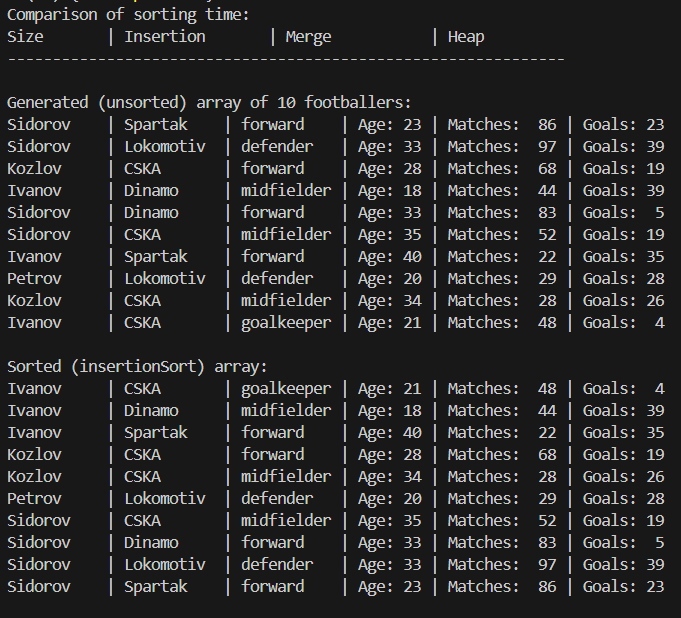 Comparison of sorting time:
Size       | Insertion       | Merge           | Heap
--------------------------------------------------------------
Generated (unsorted) array of 10 footballers:
Sidorov    | Spartak    | forward    | Age: 23 | Matches:  86 | Goals: 23
Sidorov    | Lokomotiv  | defender   | Age: 33 | Matches:  97 | Goals: 39
Kozlov     | CSKA       | forward    | Age: 28 | Matches:  68 | Goals: 19
Ivanov     | Dinamo     | midfielder | Age: 18 | Matches:  44 | Goals: 39
Sidorov    | Dinamo     | forward    | Age: 33 | Matches:  83 | Goals:  5
Sidorov    | CSKA       | midfielder | Age: 35 | Matches:  52 | Goals: 19
Ivanov     | Spartak    | forward    | Age: 40 | Matches:  22 | Goals: 35
Petrov     | Lokomotiv  | defender   | Age: 20 | Matches:  29 | Goals: 28
Kozlov     | CSKA       | midfielder | Age: 34 | Matches:  28 | Goals: 26
Ivanov     | CSKA       | goalkeeper | Age: 21 | Matches:  48 | Goals:  4
Sorted (insertionSort) array:
Ivanov     | CSKA       | goalkeeper | Age: 21 | Matches:  48 | Goals:  4
Ivanov     | Dinamo     | midfielder | Age: 18 | Matches:  44 | Goals: 39
Ivanov     | Spartak    | forward    | Age: 40 | Matches:  22 | Goals: 35
Kozlov     | CSKA       | forward    | Age: 28 | Matches:  68 | Goals: 19
Kozlov     | CSKA       | midfielder | Age: 34 | Matches:  28 | Goals: 26
Petrov     | Lokomotiv  | defender   | Age: 20 | Matches:  29 | Goals: 28
Sidorov    | CSKA       | midfielder | Age: 35 | Matches:  52 | Goals: 19
Sidorov    | Dinamo     | forward    | Age: 33 | Matches:  83 | Goals:  5
Sidorov    | Lokomotiv  | defender   | Age: 33 | Matches:  97 | Goals: 39
Sidorov    | Spartak    | forward    | Age: 23 | Matches:  86 | Goals: 23